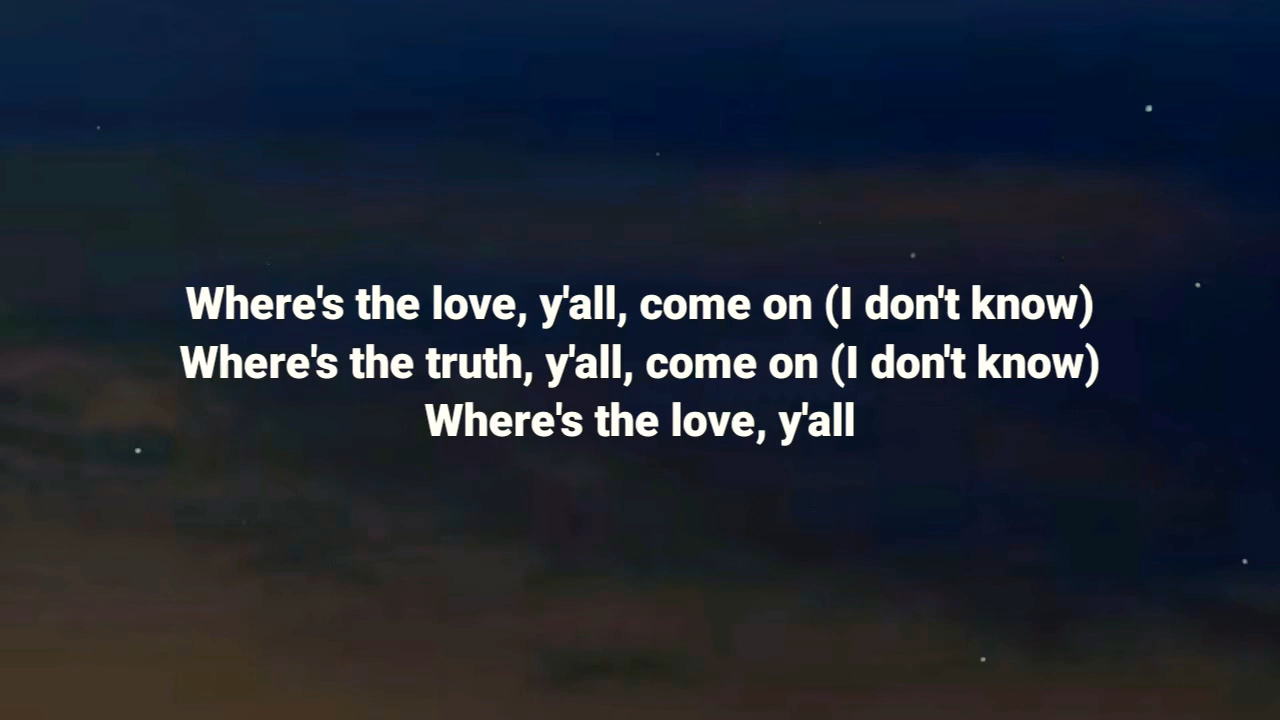 Where's the love, y'all, come on (I don't know)
Where's the truth, y'all, come on (I don't know)
Where's the love, y'all